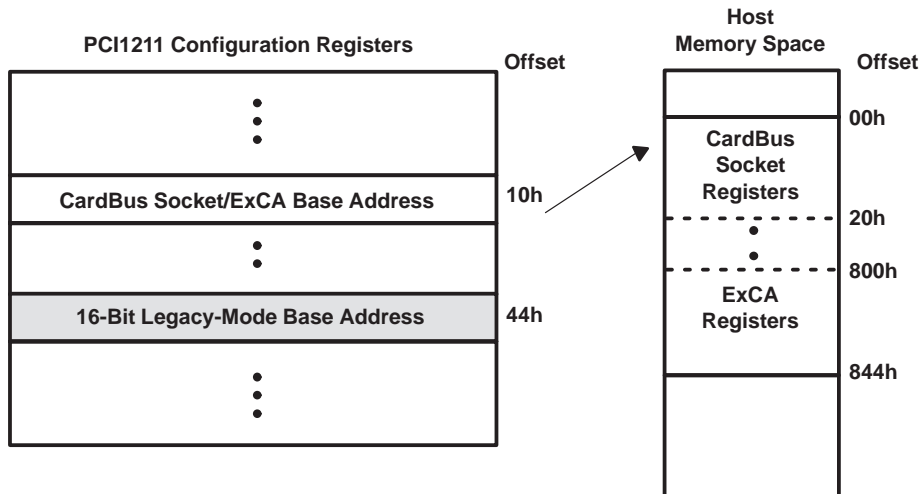 PCI1211 Configuration Registers
Offset
CardBus Socket/ExCA Base Address
10h
16-Bit Legacy-Mode Base Address
44h
Host
Memory Space
Offset
00h
CardBus
Socket
Registers
20h
800h
ExCA
Registers
844h